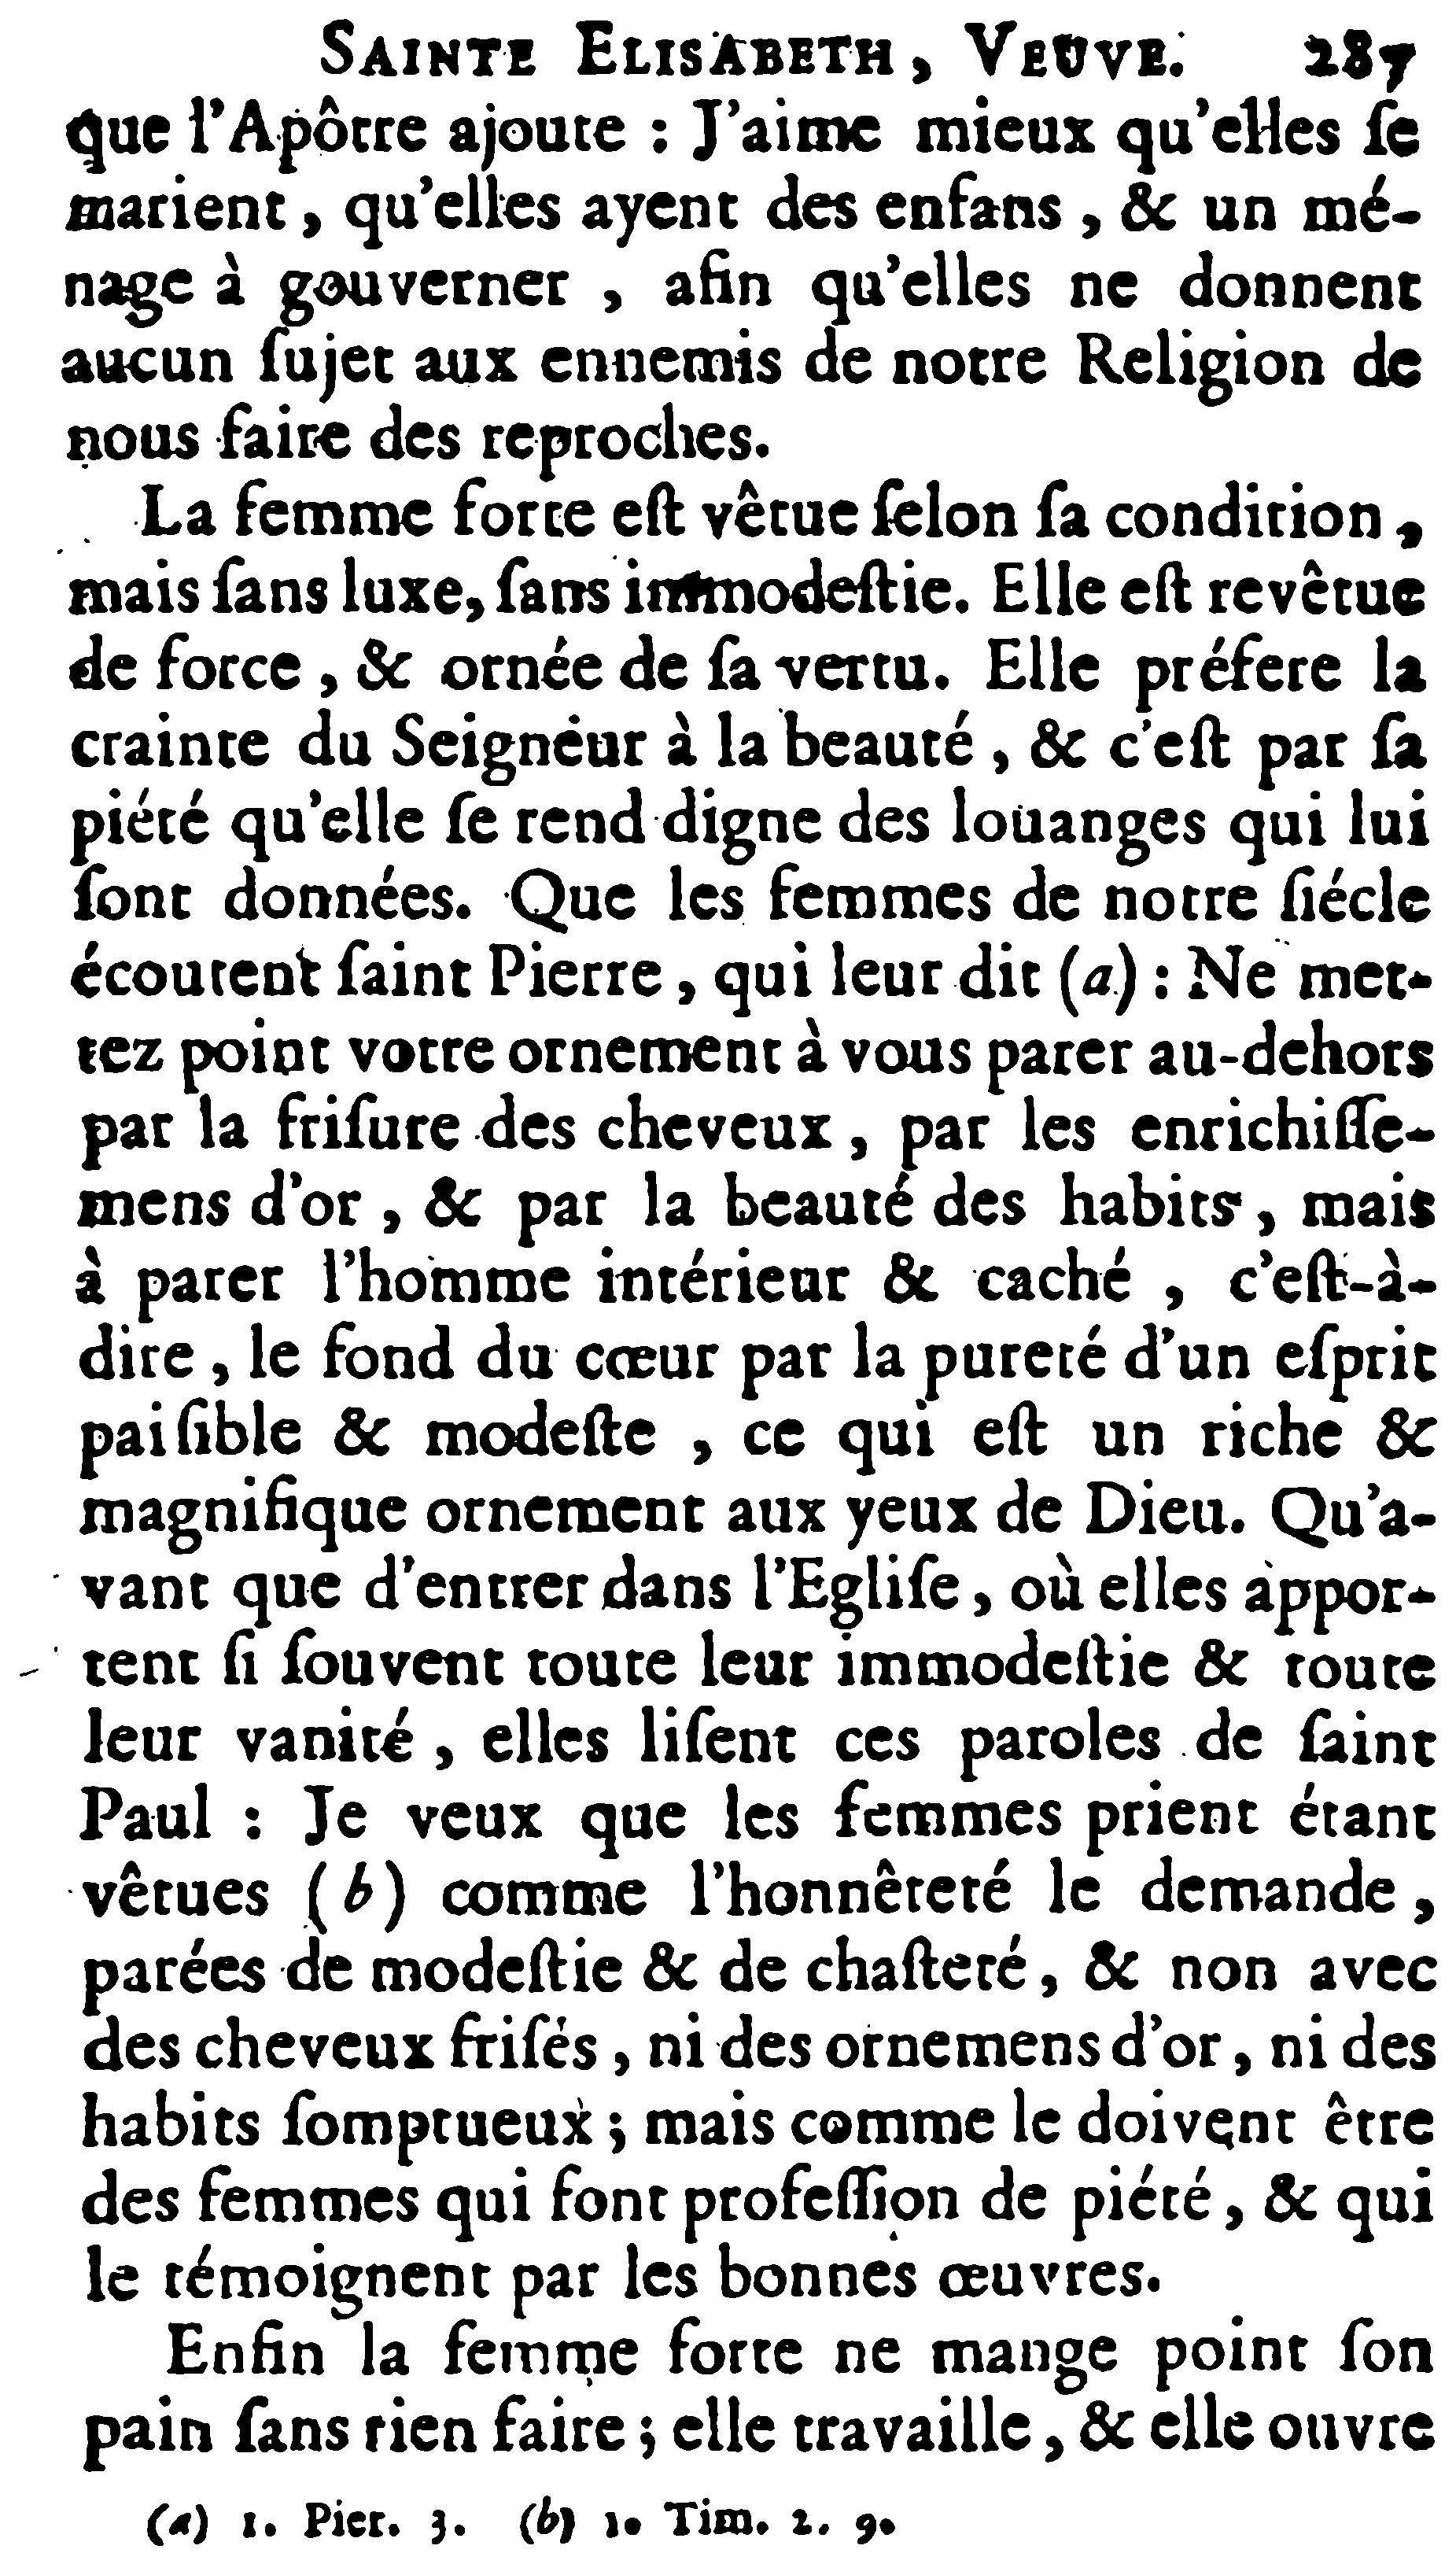 SAINTE ELISABETH, VEUVE. 287
que l'Apôtre ajoute : J'aime mieux qu'elles ſe
marient, qu'elles ayent des enfans, & un mé-
nage à gouverner, afin qu'elles ne donnent
aucun ſujet aux ennemis de notre Religion de
nous faire des reproches.
La femme forte eſt vêtue ſelon ſa condition,
mais ſans luxe, ſans immodeſtie. Elle eſt revêtue
de force, & ornée de ſa vertu. Elle préfere la
crainte du Seigneur à la beauté, & c'eſt par ſa
piété qu'elle ſe rend digne des loüanges qui lui
ſont données. Que les femmes de notre ſiécle
écoutent ſaint Pierre, qui leur dit (a) : Ne met-
tez point votre ornement à vous parer au-dehors
par la friſure des cheveux, par les enrichiſſe-
mens d'or, & par la beauté des habits, mais
à parer l'homme intérieur & caché, c'eſt-à-
dire, le fond du cœur par la pureté d'un eſprit
paiſible & modeſte, ce qui eſt un riche &
magnifique ornement aux yeux de Dieu. Qu'a-
vant que d'entrer dans l'Egliſe, où elles appor-
tent ſi ſouvent toute leur immodeſtie & toute
leur vanité, elles liſent ces paroles de ſaint
Paul : Je veux que les femmes prient étant
vêtues (b) comme l'honnêteté le demande,
parées de modeſtie & de chaſteté, & non avec
des cheveux friſés, ni des ornemens d'or, ni des
habits ſomptueux ; mais comme le doivent être
des femmes qui font profeſſion de piété, & qui
le témoignent par les bonnes œuvres.
Enfin la femme forte ne mange point ſon
pain ſans rien faire ; elle travaille, & elle ouvre
(a) 1. Pier. 3. (b) 1. Tim. 2. 9.